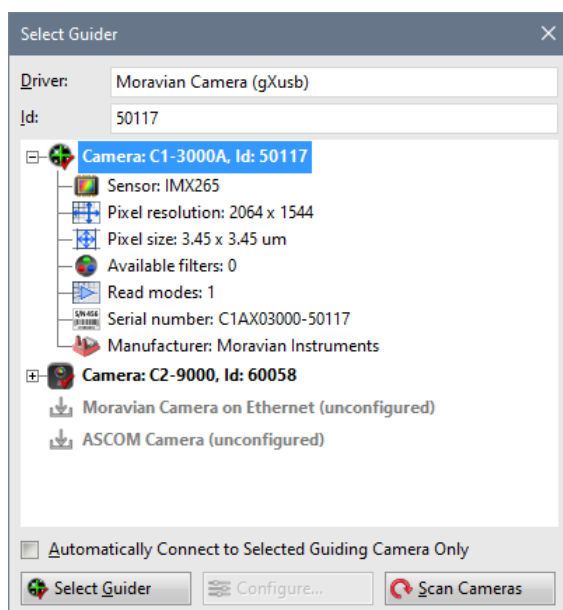 Select Guider
Driver: Moravian Camera (gXusb)
Id: 50117
Camera: C1-3000A, Id: 50117
Sensor: IMX265
Pixel resolution: 2064 x 1544
Pixel size: 3.45 x 3.45 um
Available filters: 0
Read modes: 1
S/N 456 Serial number: C1AX03000-50117
Manufacturer: Moravian Instruments
Camera: C2-9000, Id: 60058
Moravian Camera on Ethernet (unconfigured)
ASCOM Camera (unconfigured)
Automatically Connect to Selected Guiding Camera Only
Select Guider Configure... Scan Cameras